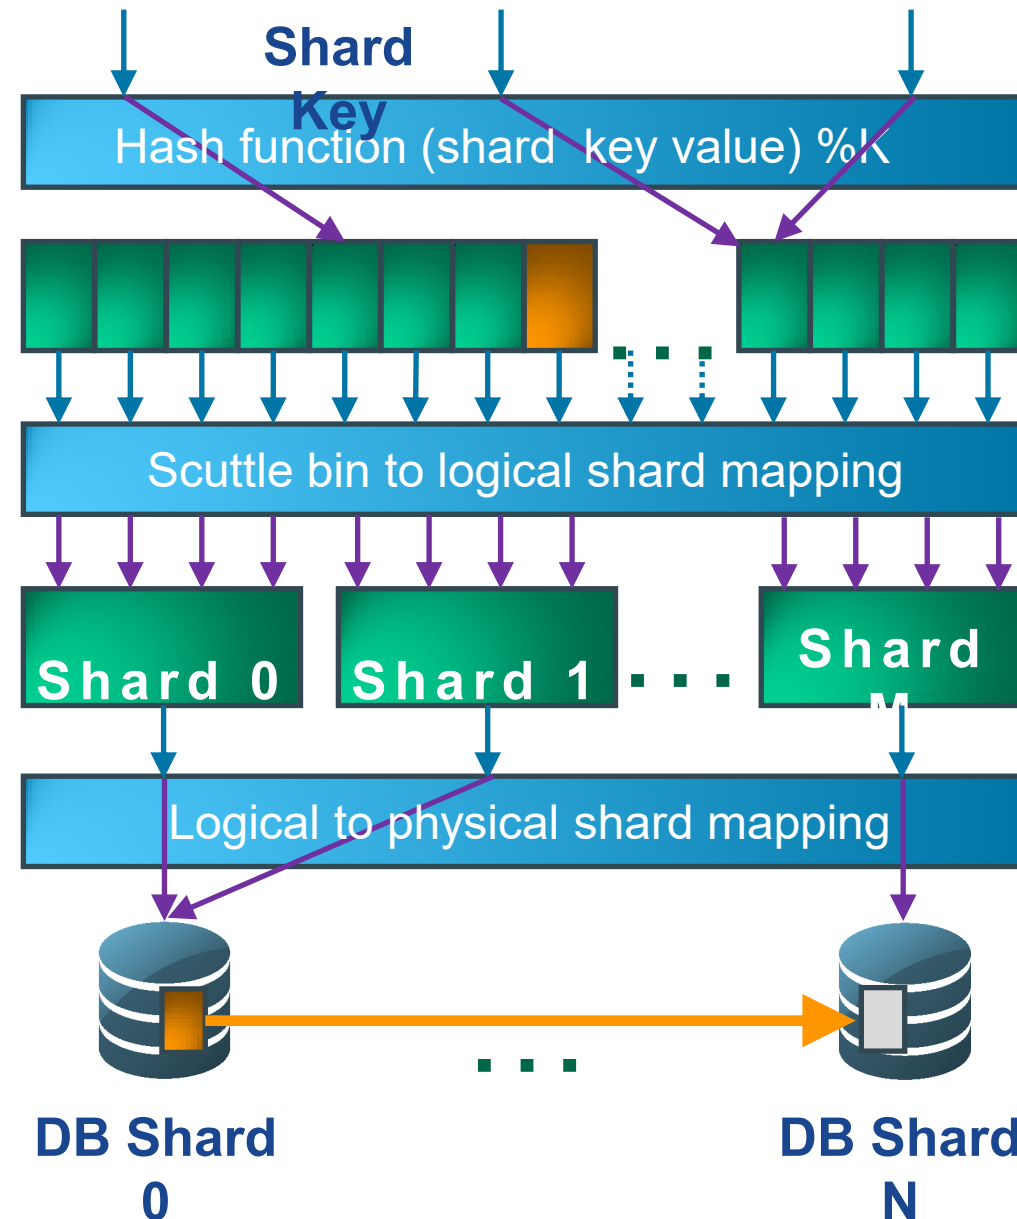 Shard
Key
Hash function (shard key value) %K
. . .
Scuttle bin to logical shard mapping
Shard 0
Shard 1
. . .
Shard
M
Logical to physical shard mapping
. . .
DB Shard
0
DB Shard
N